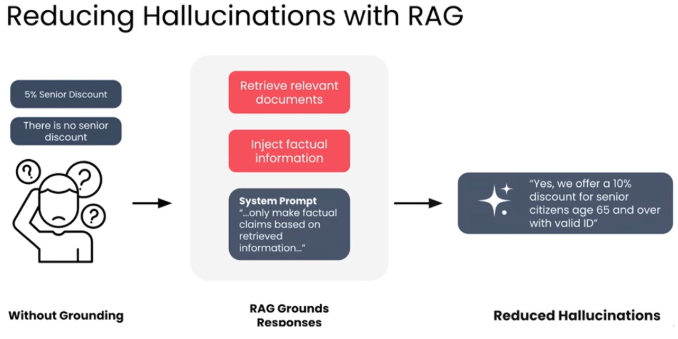 Reducing Hallucinations with RAG
5% Senior Discount
There is no senior
discount
?
?
?
Without Grounding
Retrieve relevant
documents
Inject factual
information
System Prompt
“...only make factual
claims based on
retrieved
information...”
RAG Grounds
Responses
“Yes, we offer a 10%
discount for senior
citizens age 65 and over
with valid ID”
Reduced Hallucinations